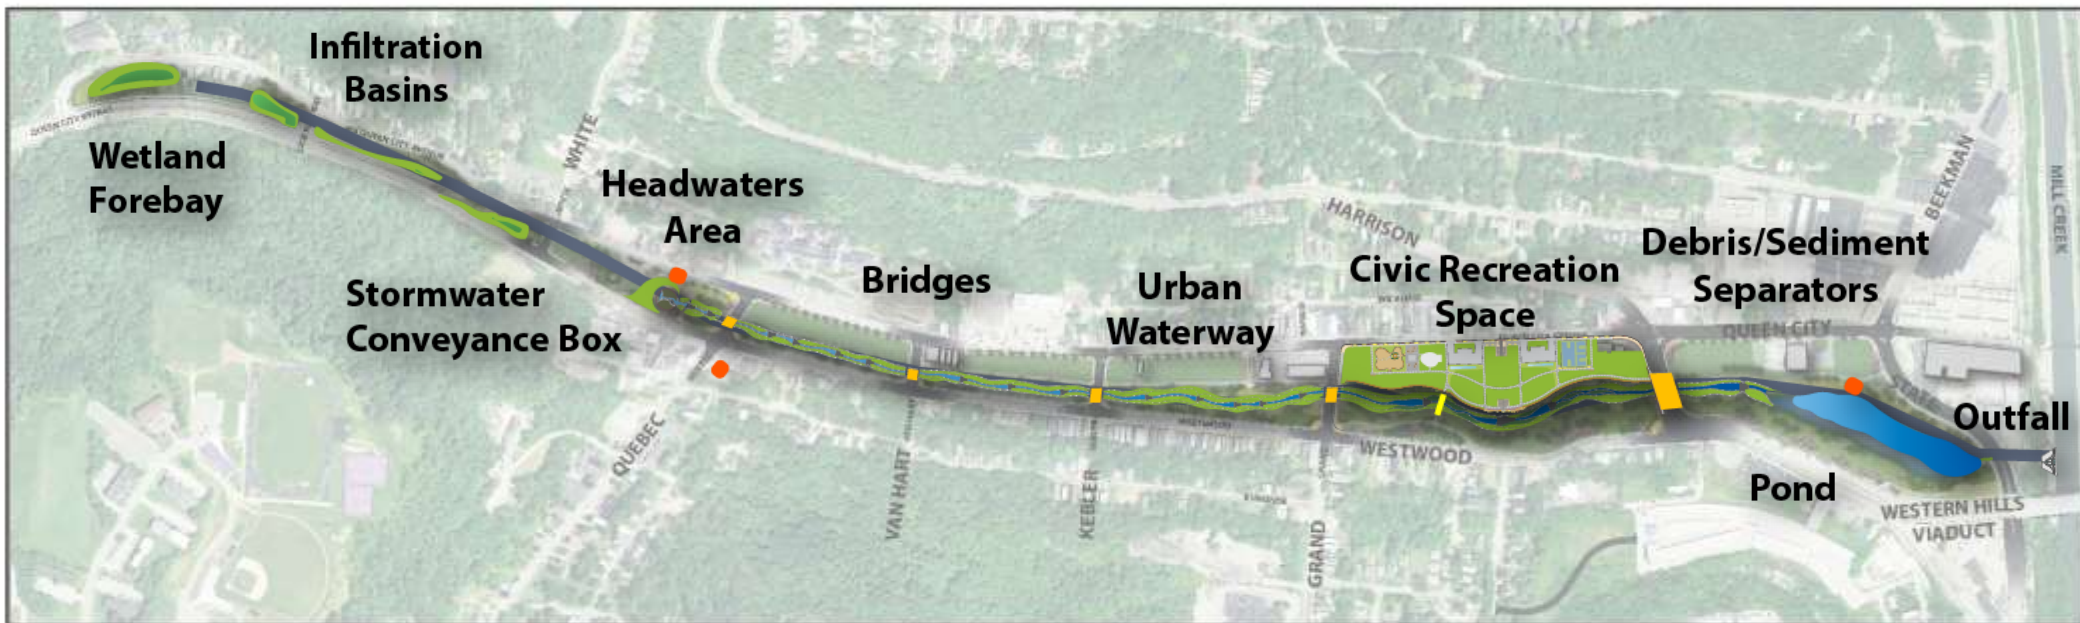 Infiltration
Basins
Wetland
Forebay
WHITE
Headwaters
Area
Stormwater
Conveyance Box
QUEBEC
Bridges
VAN HART
KEBLER
Urban
Waterway
HARRISON
Civic Recreation
Space
GRAND
WESTWOOD
Debris/Sediment
Separators
QUEEN CITY
BEEKMAN
MILL CREEK
Outfall
Pond
WESTERN HILLS
VIADUCT